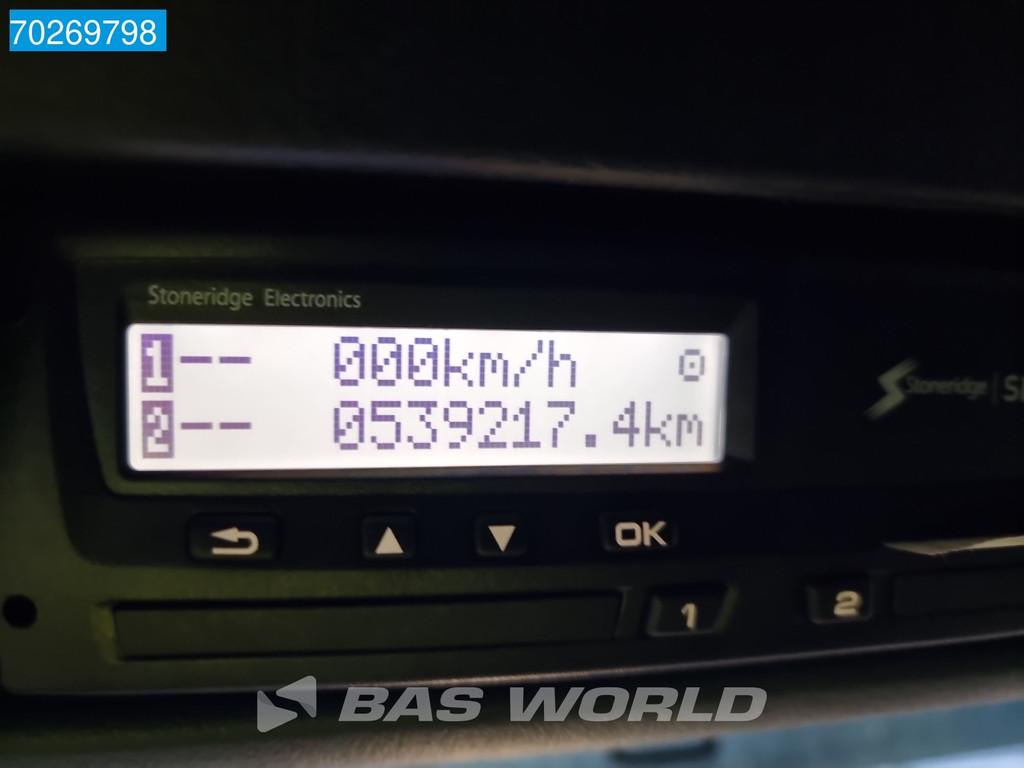 70269798
Stoneridge Electronics
1-- 000km/h
2-- 0539217.4km
Stoneridge
OK
1
2
BAS WORLD